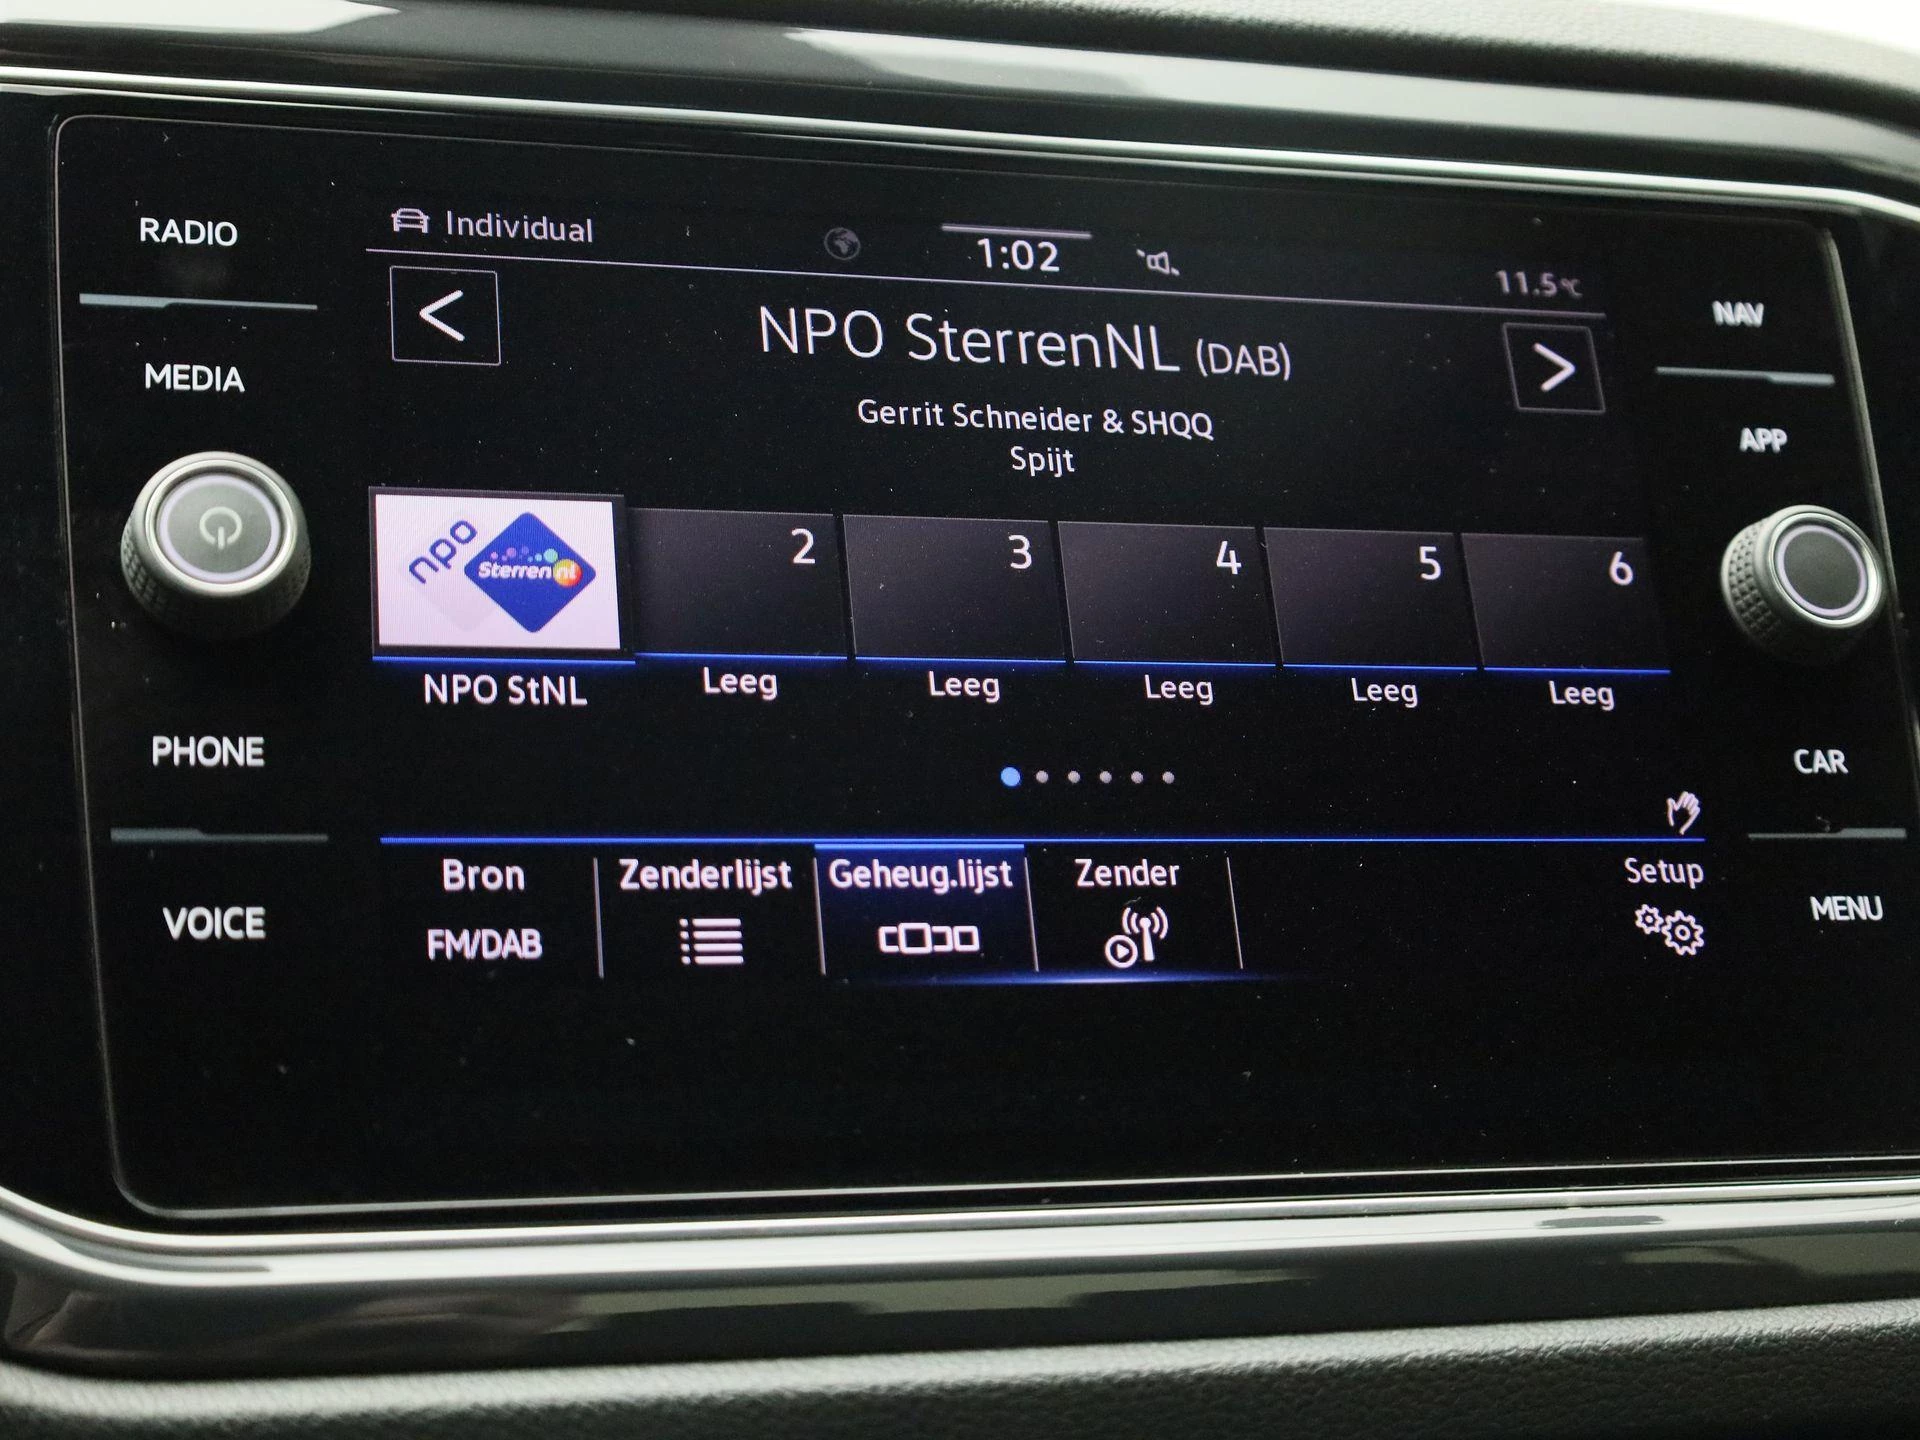 RADIO
MEDIA
PHONE
VOICE
Individual
1:02
11.5°C
<
NPO SterrenNL (DAB)
>
Gerrit Schneider & SHQQ
Spijt
npo
Sterren nl
2
3
4
5
6
NPO StNL
Leeg
Leeg
Leeg
Leeg
Leeg
Bron
FM/DAB
Zenderlijst
Geheug.lijst
Zender
Setup
NAV
APP
CAR
MENU